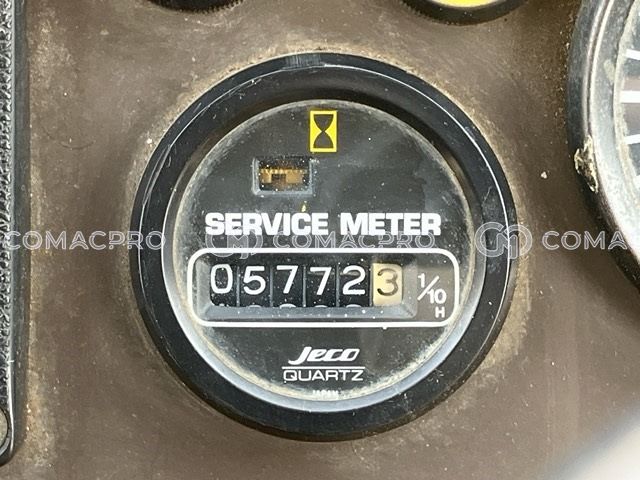 SERVICE METER
COMACPRO COMACPRO COMA
057723 1/10
H
Jeco
QUARTZ
JAPAN